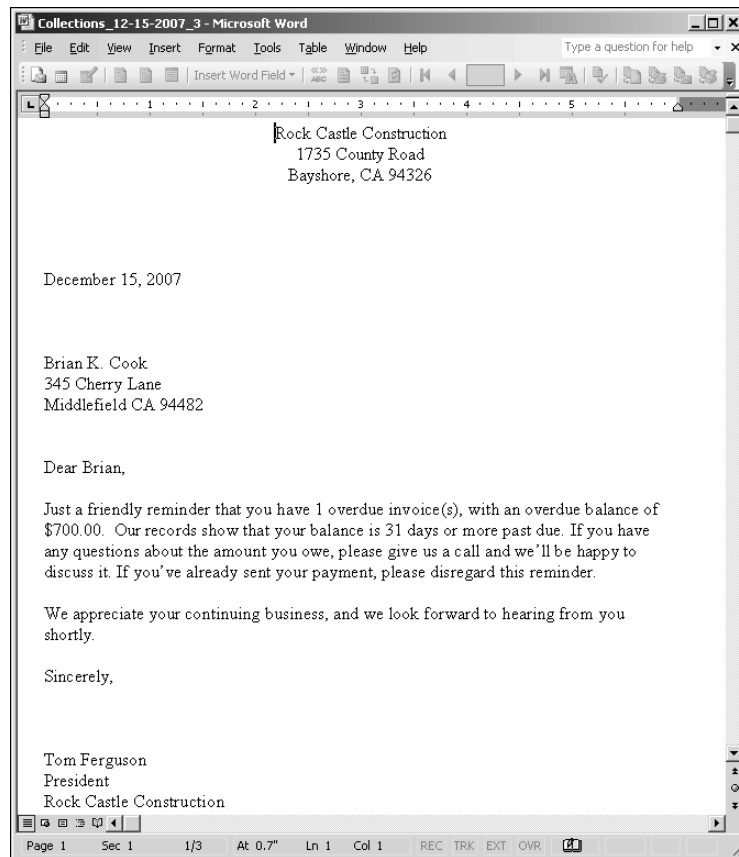 Collections_12-15-2007_3 - Microsoft Word
File Edit View Insert Format Tools Table Window Help Type a question for help
Insert Word Field
1 2 3 4 5
Rock Castle Construction
1735 County Road
Bayshore, CA 94326
December 15, 2007
Brian K. Cook
345 Cherry Lane
Middlefield CA 94482
Dear Brian,
Just a friendly reminder that you have 1 overdue invoice(s), with an overdue balance of
$700.00.  Our records show that your balance is 31 days or more past due. If you have
any questions about the amount you owe, please give us a call and we’ll be happy to
discuss it. If you’ve already sent your payment, please disregard this reminder.
We appreciate your continuing business, and we look forward to hearing from you
shortly.
Sincerely,
Tom Ferguson
President
Rock Castle Construction
Page 1 Sec 1 1/3 At 0.7" Ln 1 Col 1 REC TRK EXT OVR